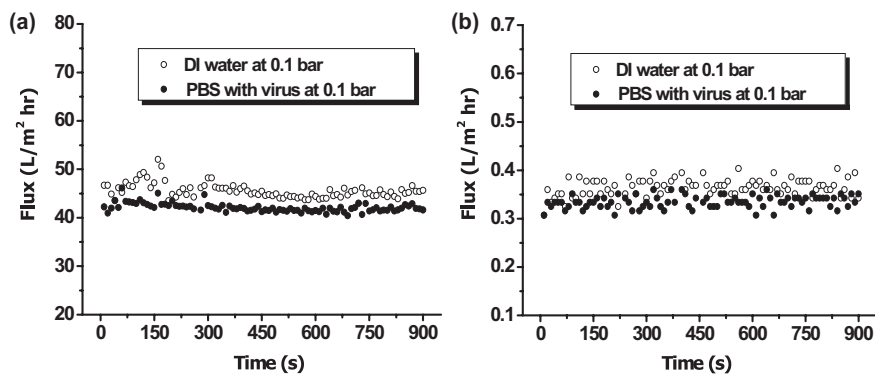 (a)
80
70
60
50
40
30
20
Flux (L/m² hr)
DI water at 0.1 bar
PBS with virus at 0.1 bar
0 150 300 450 600 750 900
Time (s)
(b)
0.7
0.6
0.5
0.4
0.3
0.2
0.1
Flux (L/m² hr)
DI water at 0.1 bar
PBS with virus at 0.1 bar
0 150 300 450 600 750 900
Time (s)